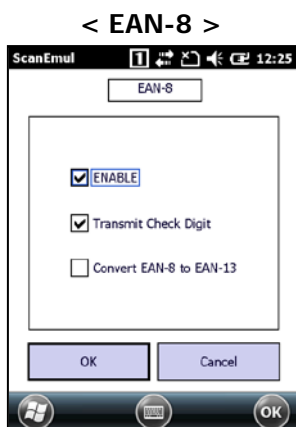 < EAN-8 >
ScanEmul 1 12:25
EAN-8
ENABLE
Transmit Check Digit
Convert EAN-8 to EAN-13
OK Cancel
OK